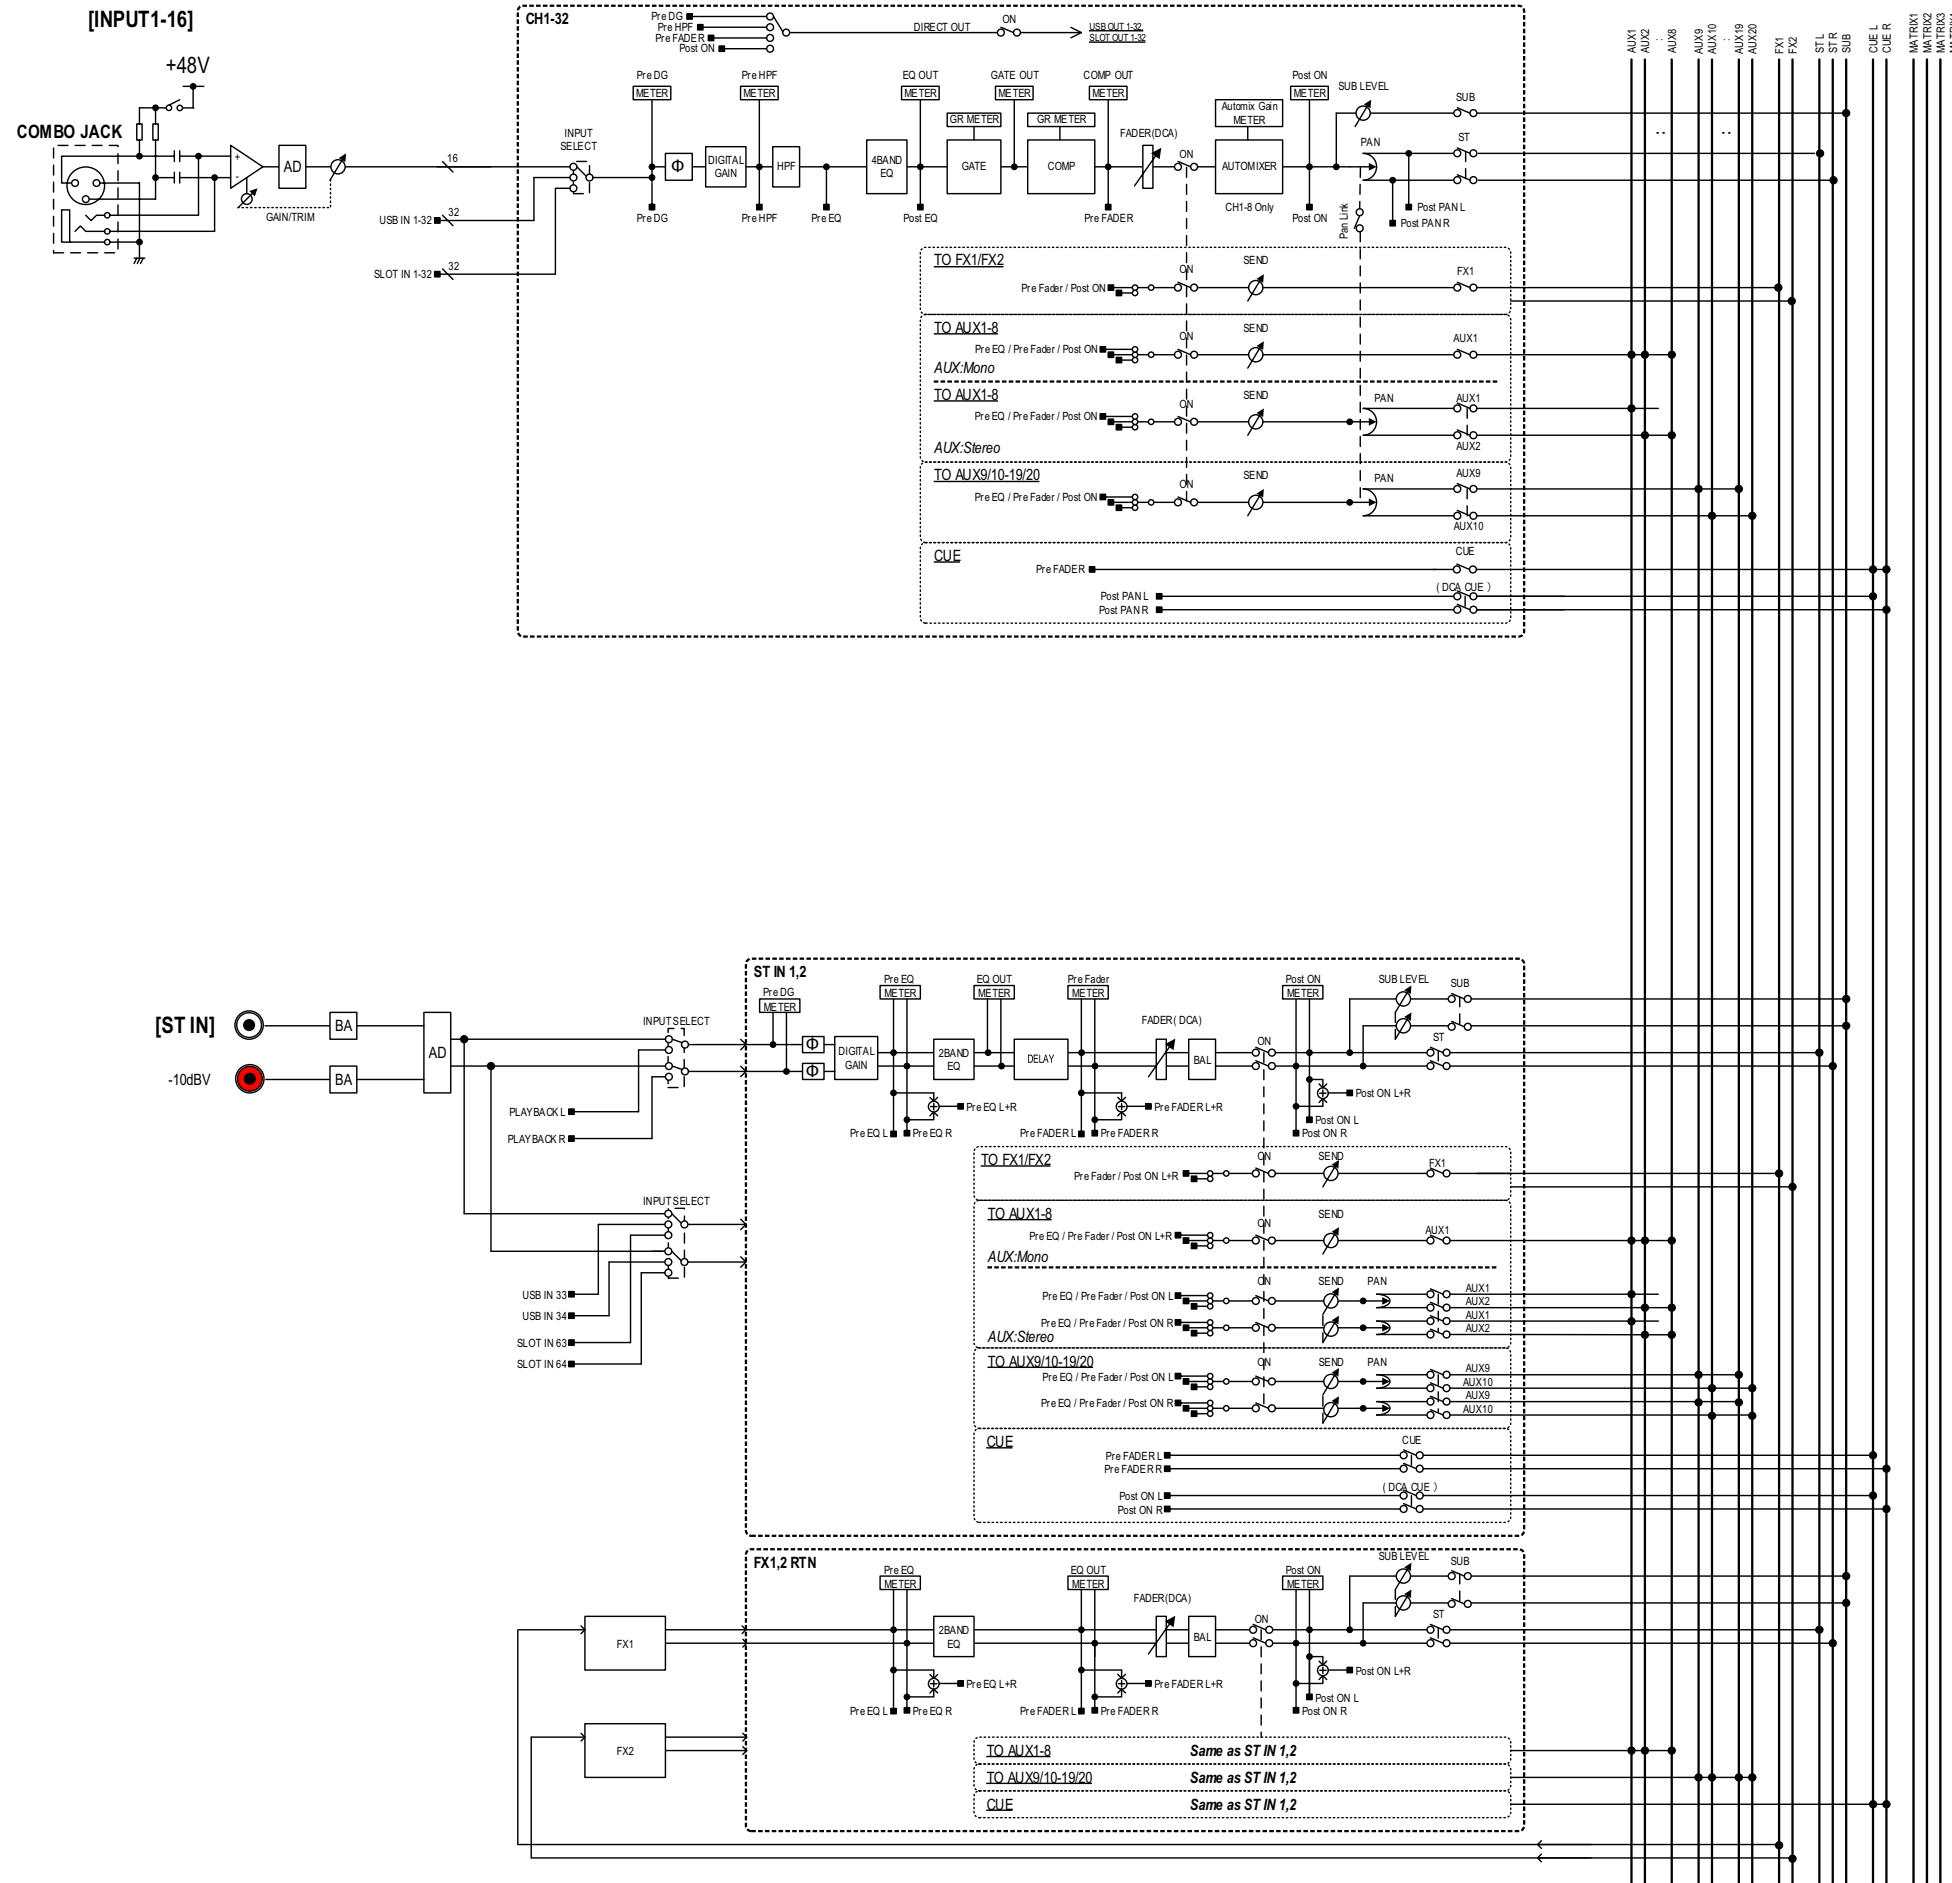 [INPUT1-16]
+48V
COMBO JACK
+
-
AD
GAIN/TRIM
16
USB IN 1-32
32
SLOT IN 1-32
32
INPUT
SELECT
CH1-32
Pre DG
Pre HPF
Pre FADER
Post ON
DIRECT OUT
ON
USB OUT 1-32
SLOT OUT 1-32
Pre DG
METER
Pre HPF
METER
EQ OUT
METER
GATE OUT
METER
COMP OUT
METER
Post ON
METER
GR METER
GR METER
Automix Gain
METER
SUB LEVEL
SUB
FADER(DCA)
ON
PAN
ST
Φ
DIGITAL
GAIN
HPF
4BAND
EQ
GATE
COMP
AUTOMIXER
CH1-8 Only
Pre DG
Pre HPF
Pre EQ
Post EQ
Pre FADER
Post ON
Pan Link
Post PAN L
Post PAN R
TO FX1/FX2
Pre Fader / Post ON
ON
SEND
FX1
TO AUX1-8
Pre EQ / Pre Fader / Post ON
ON
SEND
AUX1
AUX:Mono
TO AUX1-8
Pre EQ / Pre Fader / Post ON
ON
SEND
PAN
AUX1
AUX2
AUX:Stereo
TO AUX9/10-19/20
Pre EQ / Pre Fader / Post ON
ON
SEND
PAN
AUX9
AUX10
CUE
Pre FADER
CUE
Post PAN L
Post PAN R
( DCA CUE )
AUX1
AUX2
AUX8
AUX9
AUX10
AUX19
AUX20
FX1
FX2
ST L
ST R
SUB
CUE L
CUE R
MATRIX1
MATRIX2
MATRIX3
[ST IN]
-10dBV
BA
BA
AD
INPUT SELECT
PLAYBACK L
PLAYBACK R
INPUT SELECT
USB IN 33
USB IN 34
SLOT IN 63
SLOT IN 64
ST IN 1,2
Pre DG
METER
Pre EQ
METER
EQ OUT
METER
Pre Fader
METER
Post ON
METER
SUB LEVEL
SUB
FADER( DCA)
ON
ST
Φ
Φ
DIGITAL
GAIN
2BAND
EQ
DELAY
BAL
Pre EQ L+R
Pre EQ L
Pre EQ R
Pre FADER L+R
Pre FADER L
Pre FADER R
Post ON L+R
Post ON L
Post ON R
TO FX1/FX2
Pre Fader / Post ON L+R
ON
SEND
FX1
TO AUX1-8
Pre EQ / Pre Fader / Post ON L+R
ON
SEND
AUX1
AUX:Mono
Pre EQ / Pre Fader / Post ON L
Pre EQ / Pre Fader / Post ON R
ON
SEND
PAN
AUX1
AUX2
AUX1
AUX2
AUX:Stereo
TO AUX9/10-19/20
Pre EQ / Pre Fader / Post ON L
Pre EQ / Pre Fader / Post ON R
ON
SEND
PAN
AUX9
AUX10
AUX9
AUX10
CUE
Pre FADER L
Pre FADER R
CUE
Post ON L
Post ON R
( DCA CUE )
FX1,2 RTN
Pre EQ
METER
EQ OUT
METER
Post ON
METER
SUB LEVEL
SUB
FADER(DCA)
ON
ST
FX1
FX2
2BAND
EQ
BAL
Pre EQ L+R
Pre EQ L
Pre EQ R
Pre FADER L+R
Pre FADER L
Pre FADER R
Post ON L+R
Post ON L
Post ON R
TO AUX1-8
Same as ST IN 1,2
TO AUX9/10-19/20
Same as ST IN 1,2
CUE
Same as ST IN 1,2